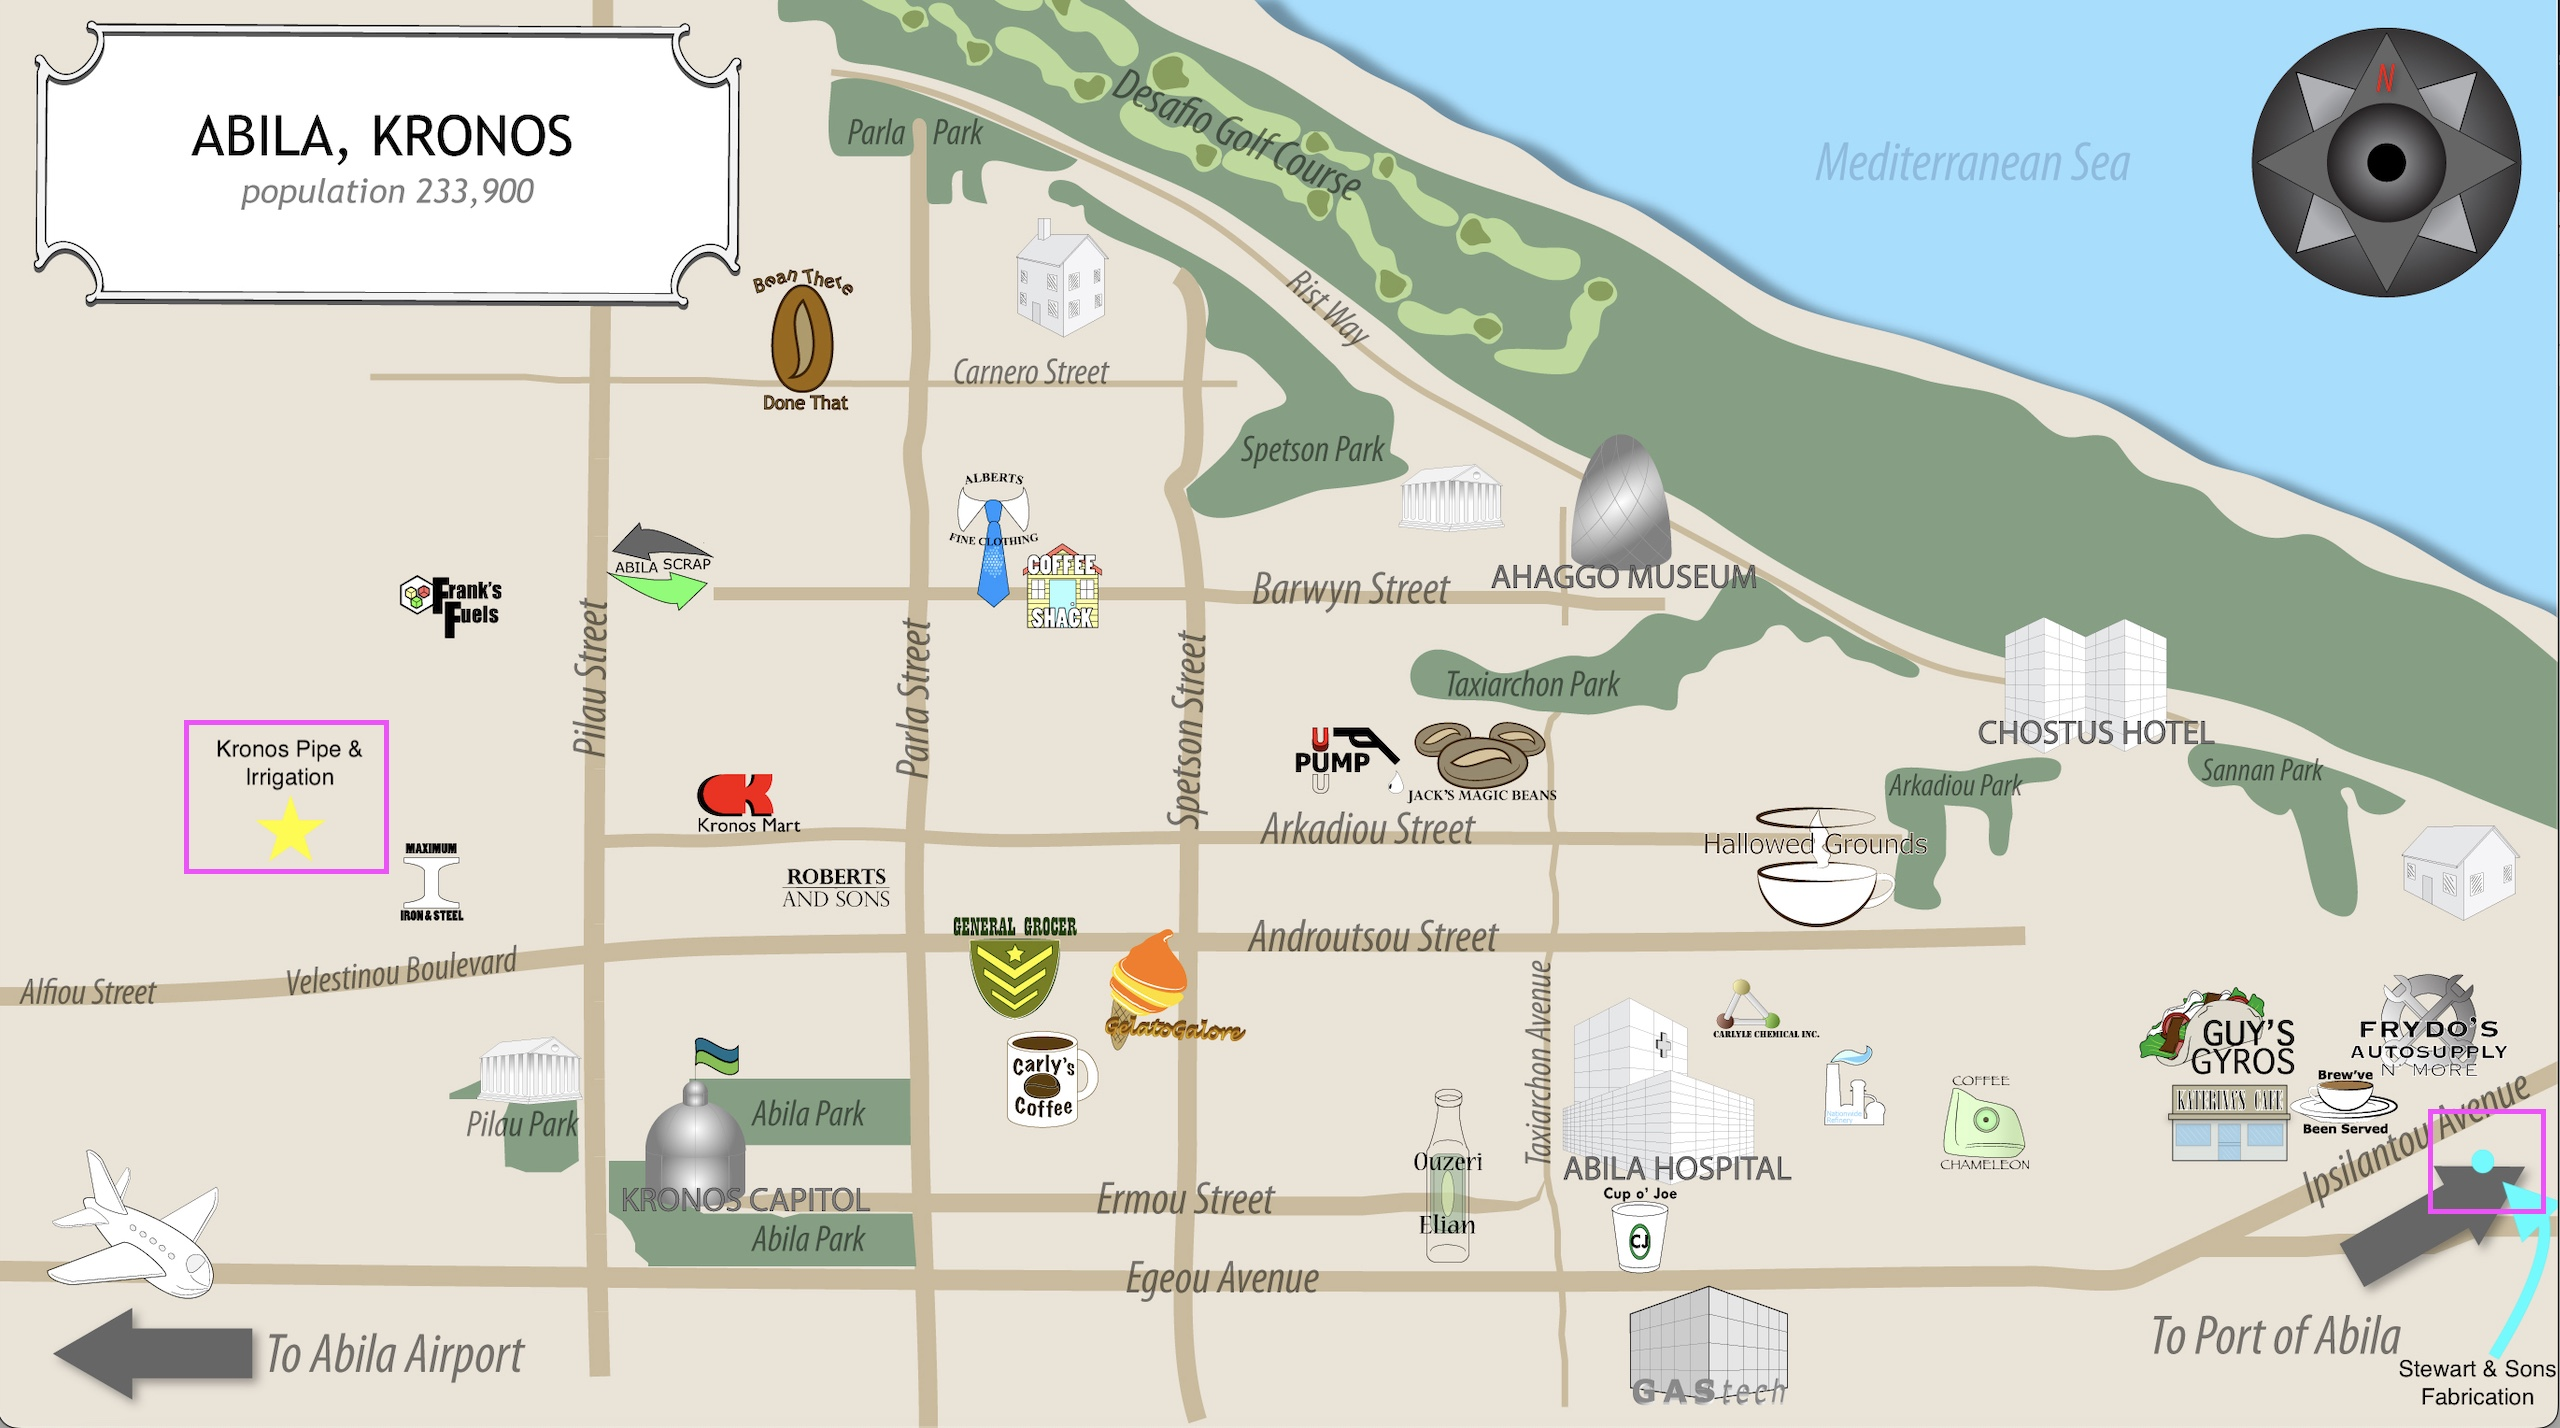 ABILA, KRONOS
population 233,900
N
Mediterranean Sea
Desafio Golf Course
Parla Park
Rist Way
Bean There
Done That
Carnero Street
Spetson Park
ALBERTS
FINE CLOTHING
COFFEE
SHACK
ABILA SCRAP
Frank's
Fuels
Barwyn Street
AHAGGO MUSEUM
Pilau Street
Parla Street
Spetson Street
Taxiarchon Park
CHOSTUS HOTEL
Kronos Pipe &
Irrigation
U
PUMP
U
JACK'S MAGIC BEANS
Arkadiou Park
Sannan Park
Kronos Mart
Arkadiou Street
Hallowed Grounds
MAXIMUM
IRON & STEEL
ROBERTS
AND SONS
GENERAL GROCER
Androutsou Street
Alfiou Street
Velestinou Boulevard
GelatoGalore
Carly's
Coffee
Taxiarchon Avenue
CARLYLE CHEMICAL INC.
Nationwide
Refinery
COFFEE
CHAMELEON
GUY'S
GYROS
FRYDO'S
AUTOSUPPLY
N' MORE
KATERINA'S CAFE
Brew've
Been Served
Ipsilantou Avenue
Pilau Park
Abila Park
KRONOS CAPITOL
Abila Park
Ermou Street
Ouzeri
Elian
ABILA HOSPITAL
Cup o' Joe
CJ
Egeou Avenue
To Abila Airport
GAStech
To Port of Abila
Stewart & Sons
Fabrication